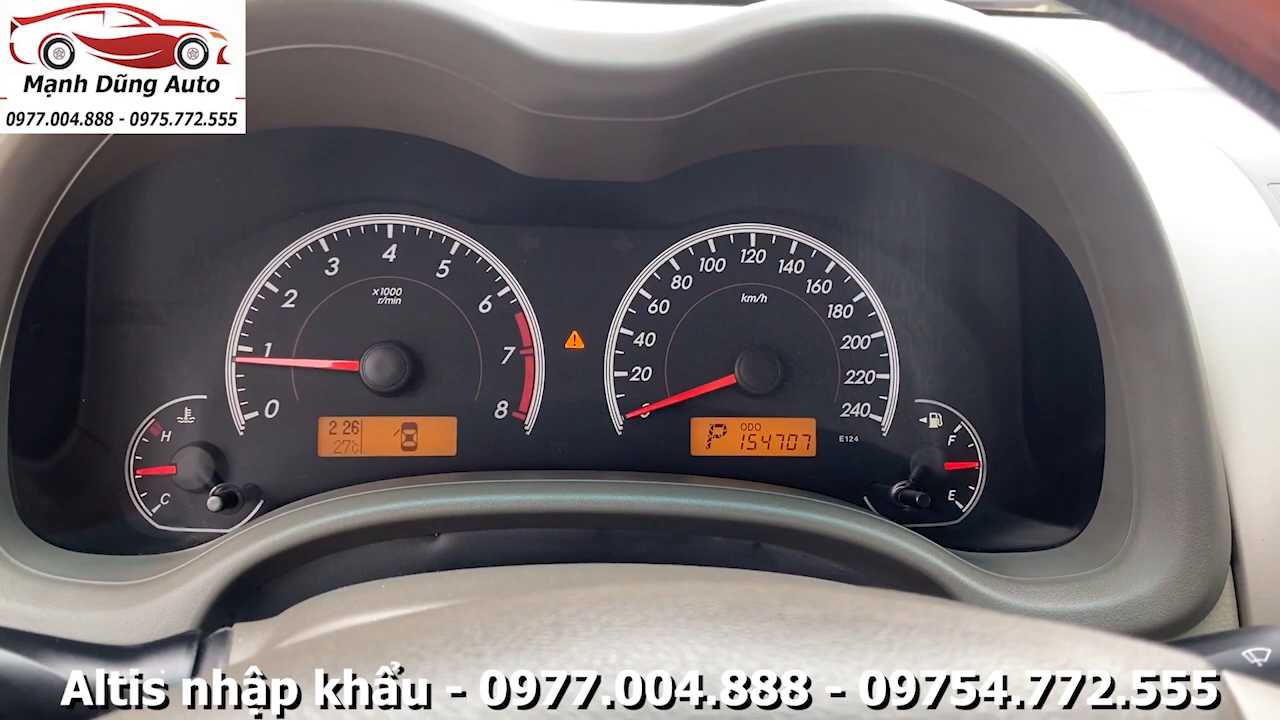 Mạnh Dũng Auto
0977.004.888 - 0975.772.555
0 1 2 3 4 5 6 7 8
x1000
r/min
0 20 40 60 80 100 120 140 160 180 200 220 240
km/h
H
C
2 26
27℃
P
ODO
154707
E124
F
E
Altis nhập khẩu - 0977.004.888 - 09754.772.555